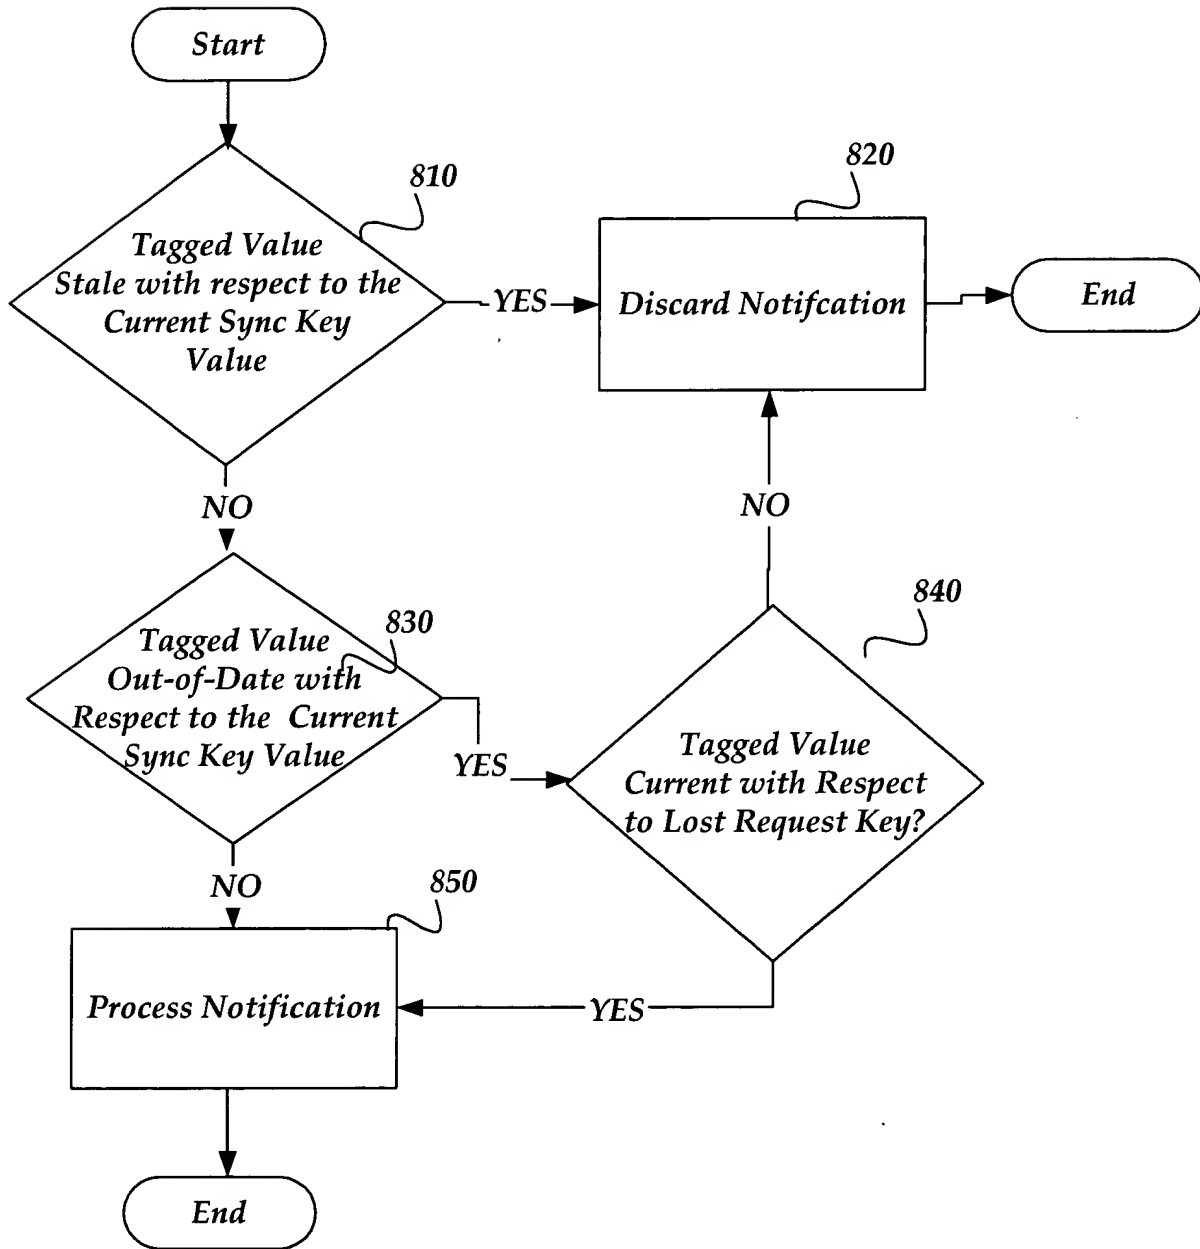 Start
810
Tagged Value
Stale with respect to the
Current Sync Key
Value
YES
820
Discard Notifcation
End
NO
NO
830
Tagged Value
Out-of-Date with
Respect to the Current
Sync Key Value
YES
840
Tagged Value
Current with Respect
to Lost Request Key?
NO
850
Process Notification
YES
End